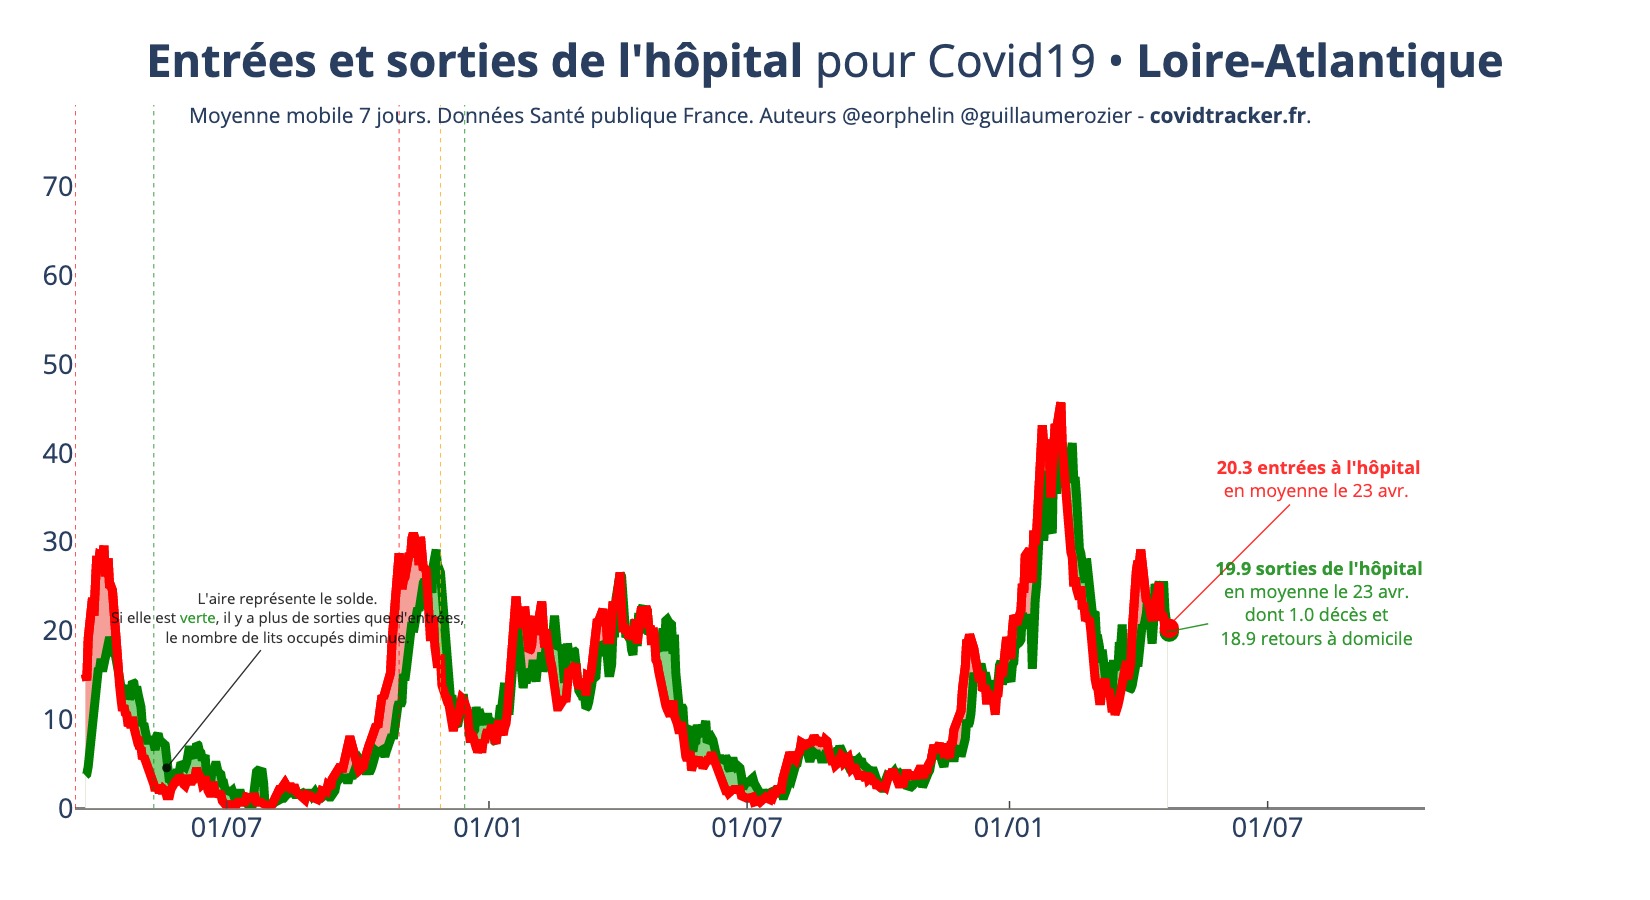 Entrées et sorties de l'hôpital pour Covid19 • Loire-Atlantique
Moyenne mobile 7 jours. Données Santé publique France. Auteurs @eorphelin @guillaumerozier - covidtracker.fr.
70
60
50
40
30
20
10
0
L'aire représente le solde.
Si elle est verte, il y a plus de sorties que d'entrées,
le nombre de lits occupés diminue.
20.3 entrées à l'hôpital
en moyenne le 23 avr.
19.9 sorties de l'hôpital
en moyenne le 23 avr.
dont 1.0 décès et
18.9 retours à domicile
01/07
01/01
01/07
01/01
01/07